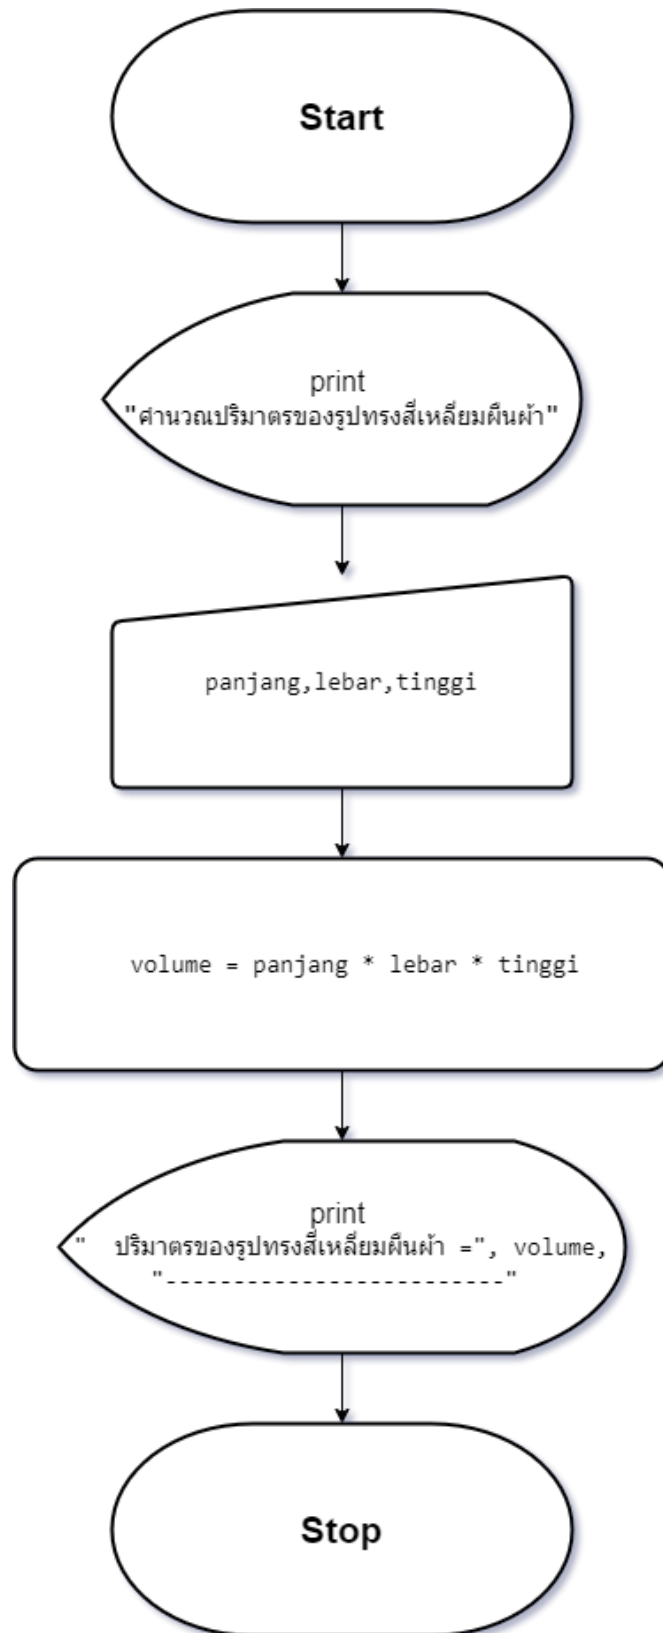 Start
print
"คำนวณปริมาตรของรูปทรงสี่เหลี่ยมผืนผ้า"
panjang,lebar,tinggi
volume = panjang * lebar * tinggi
print
"  ปริมาตรของรูปทรงสี่เหลี่ยมผืนผ้า =", volume,
"-------------------------"
Stop